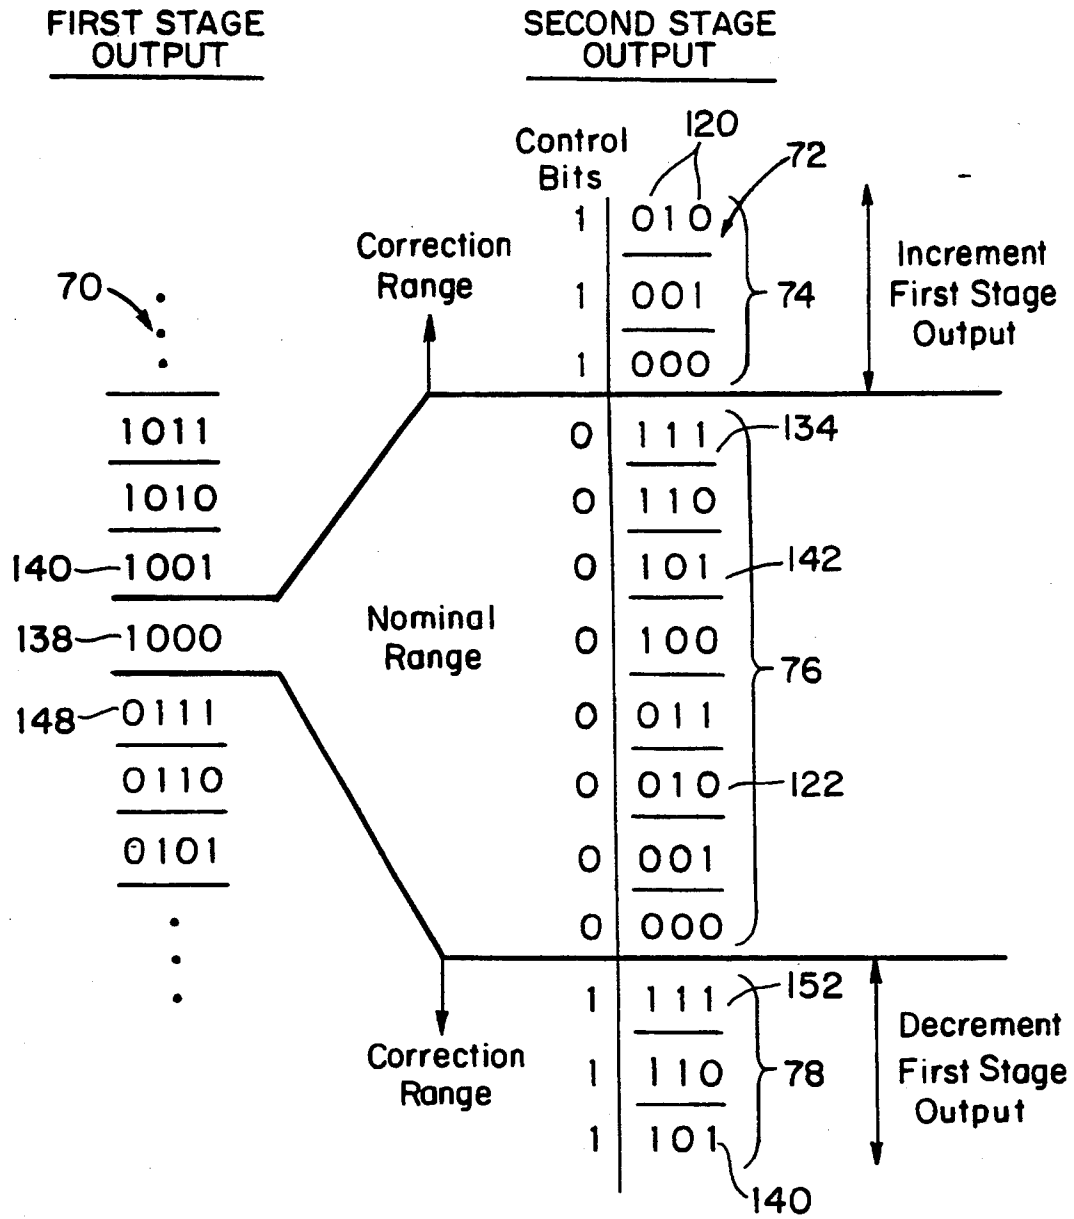 FIRST STAGE
OUTPUT
SECOND STAGE
OUTPUT
Control
Bits
120
72
1 010
Correction
Range
Increment
First Stage
Output
70
1 001
74
1 000
1011
0 111
134
1010
0 110
140 1001
0 101
142
138 1000
Nominal
Range
0 100
76
148 0111
0 011
0110
0 010
122
0101
0 001
0 000
1 111
152
Correction
Range
Decrement
First Stage
Output
1 110
78
1 101
140